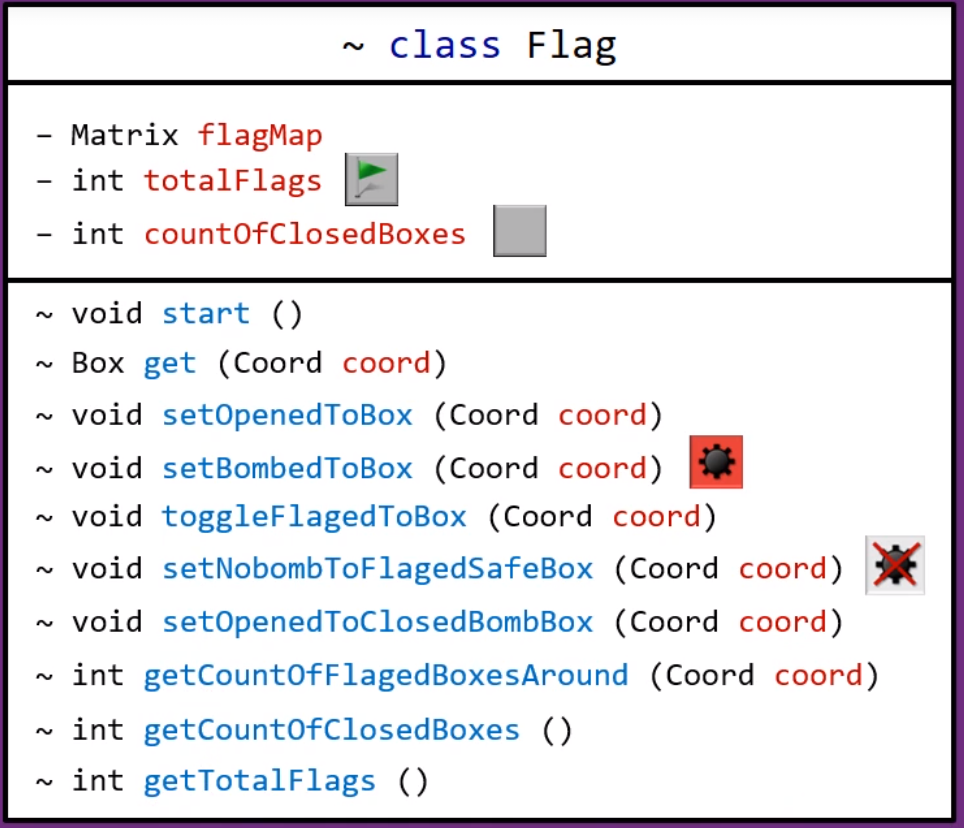 ~ class Flag
– Matrix flagMap
– int totalFlags
– int countOfClosedBoxes
~ void start ()
~ Box get (Coord coord)
~ void setOpenedToBox (Coord coord)
~ void setBombedToBox (Coord coord)
~ void toggleFlagedToBox (Coord coord)
~ void setNobombToFlagedSafeBox (Coord coord)
~ void setOpenedToClosedBombBox (Coord coord)
~ int getCountOfFlagedBoxesAround (Coord coord)
~ int getCountOfClosedBoxes ()
~ int getTotalFlags ()